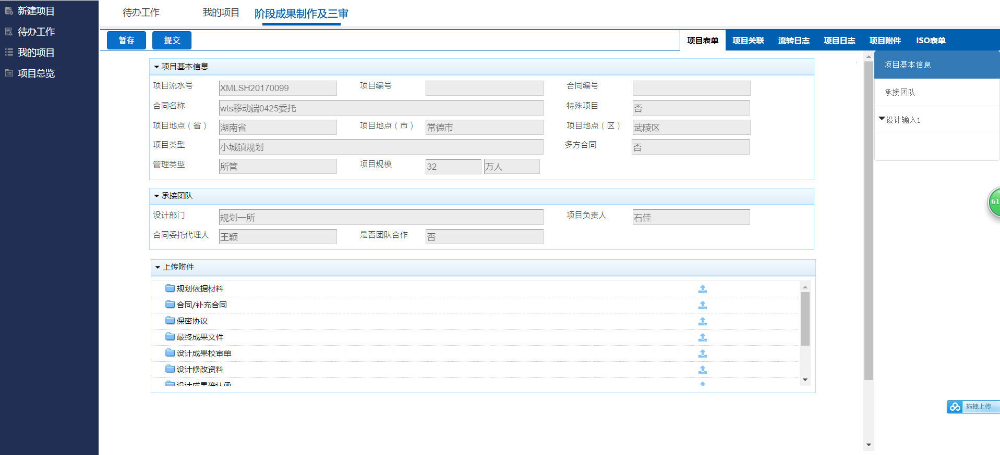 新建项目
待办工作
我的项目
项目总览
待办工作 我的项目 阶段成果制作及三审
暂存 提交 项目表单 项目关联 流转日志 项目日志 项目附件 ISO表单
项目基本信息
项目流水号 XMLSH20170099 项目编号 合同编号
合同名称 wts移动端0425委托 特殊项目 否
项目地点（省） 湖南省 项目地点（市） 常德市 项目地点（区） 武陵区
项目类型 小城镇规划 多方合同 否
管理类型 所管 项目规模 32 万人
承接团队
设计部门 规划一所 项目负责人 石佳
合同委托代理人 王颖 是否团队合作 否
上传附件
规划依据材料
合同/补充合同
保密协议
最终成果文件
设计成果校审单
设计修改资料
设计成果确认函
项目基本信息
承接团队
设计输入1
61
拖拽上传